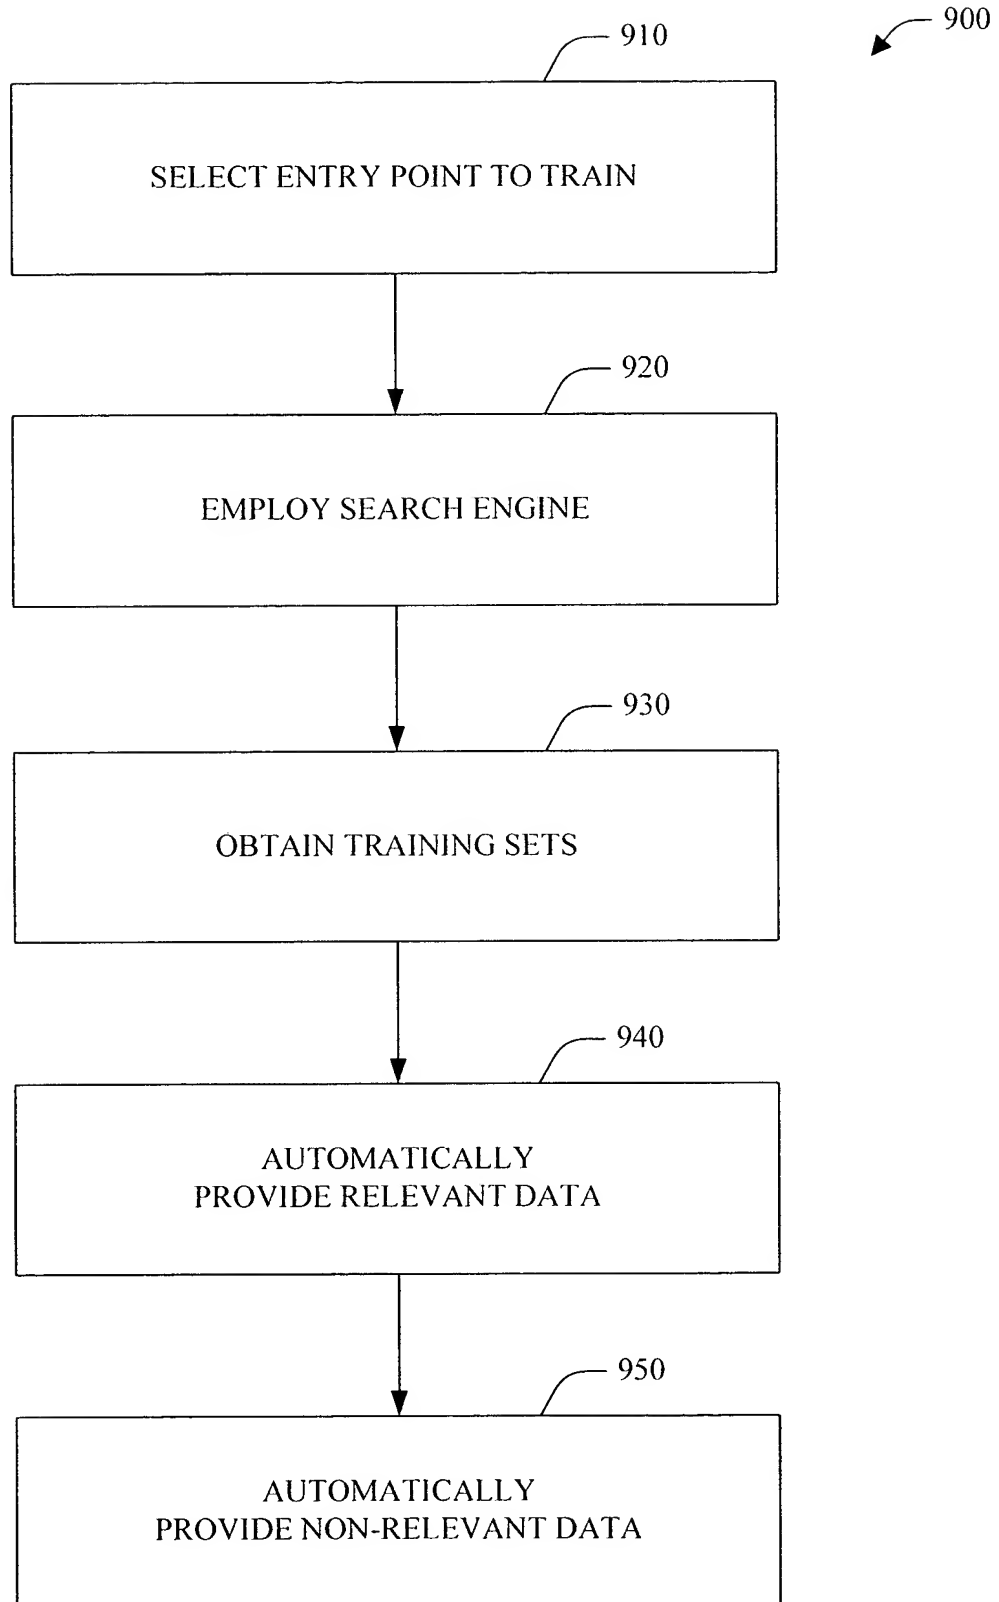 900
910
SELECT ENTRY POINT TO TRAIN
920
EMPLOY SEARCH ENGINE
930
OBTAIN TRAINING SETS
940
AUTOMATICALLY
PROVIDE RELEVANT DATA
950
AUTOMATICALLY
PROVIDE NON-RELEVANT DATA